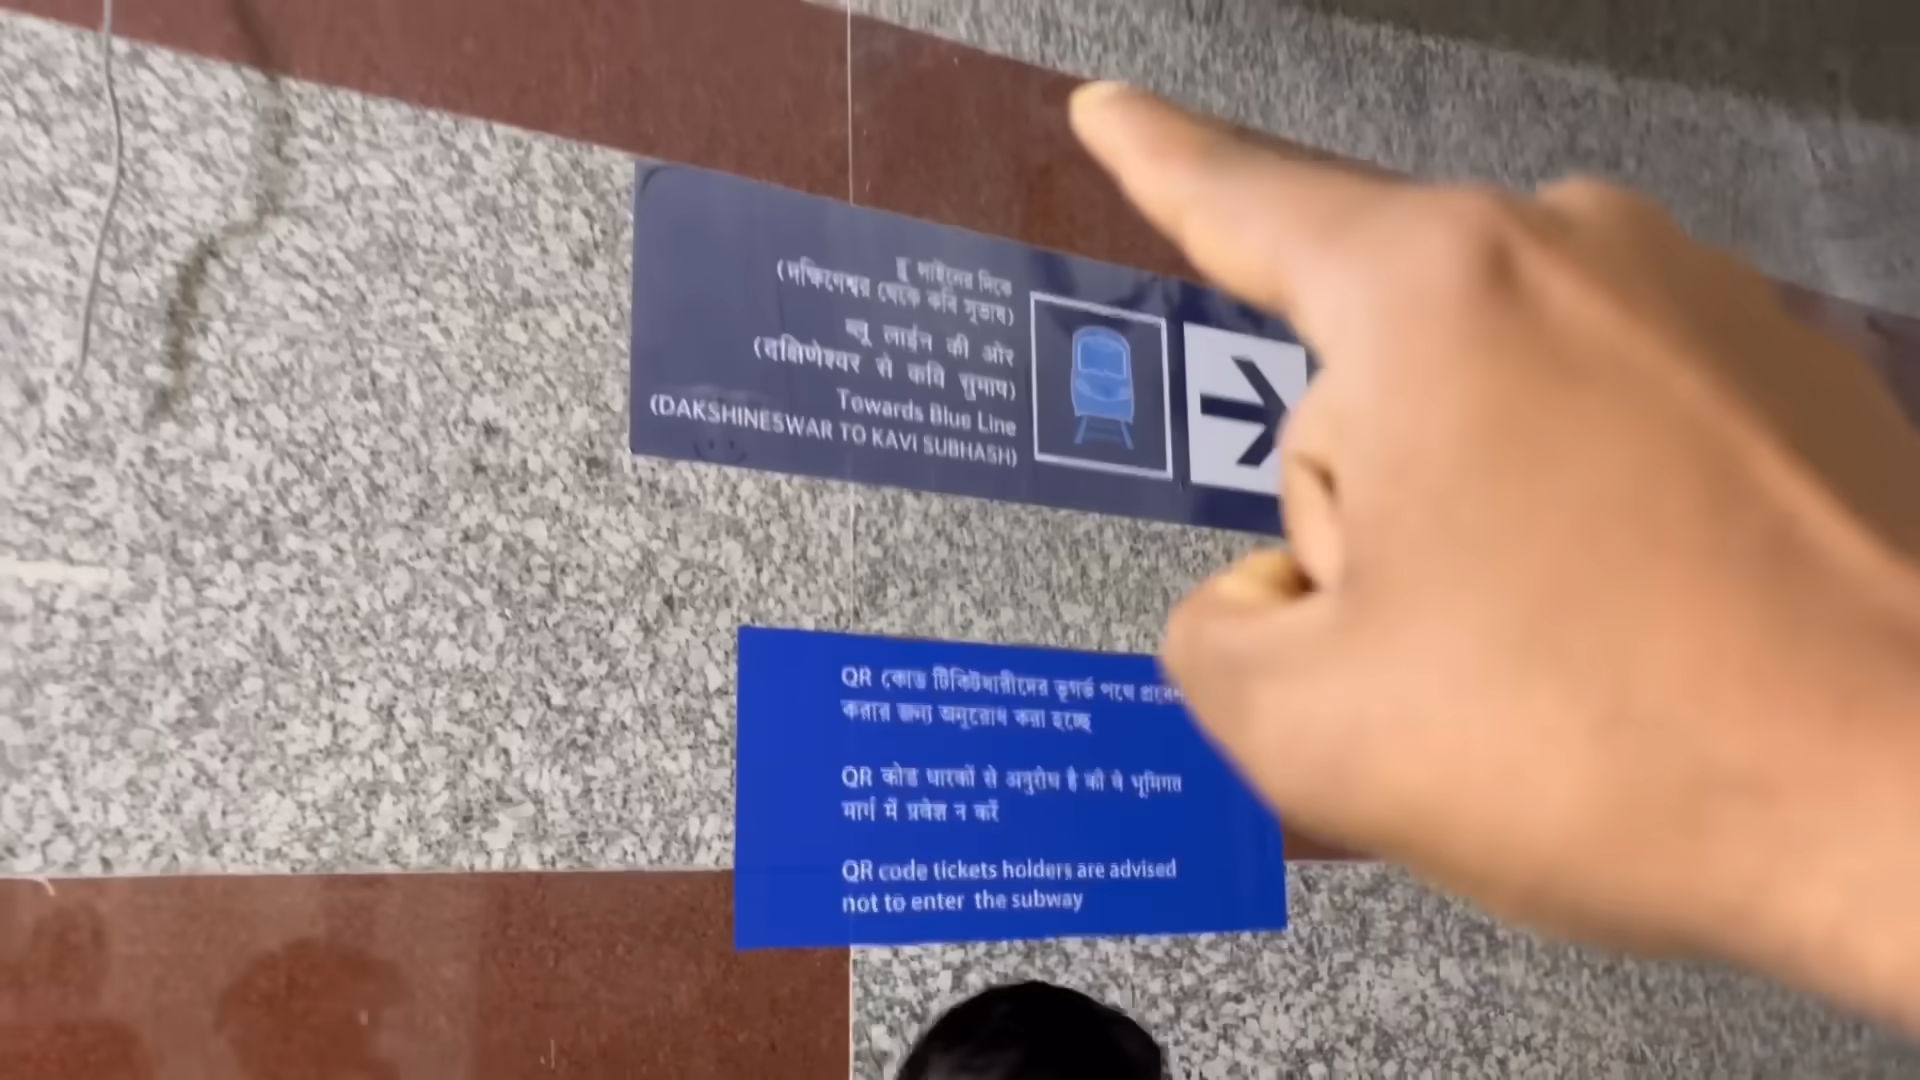 ব্লু লাইনের দিকে
(দক্ষিণেশ্বর থেকে কবি সুভাষ)
ब्लू लाईन की ओर
(दक्षिणेश्वर से कवि सुभाष)
Towards Blue Line
(DAKSHINESWAR TO KAVI SUBHASH)
QR কোড টিকিটধারীদের ভূগর্ভ পথে
করার জন্য অনুরোধ করা হচ্ছে
QR कोड धारकों से अनुरोध है की वे भूमिगत
मार्ग में प्रवेश न करें
QR code tickets holders are advised
not to enter the subway